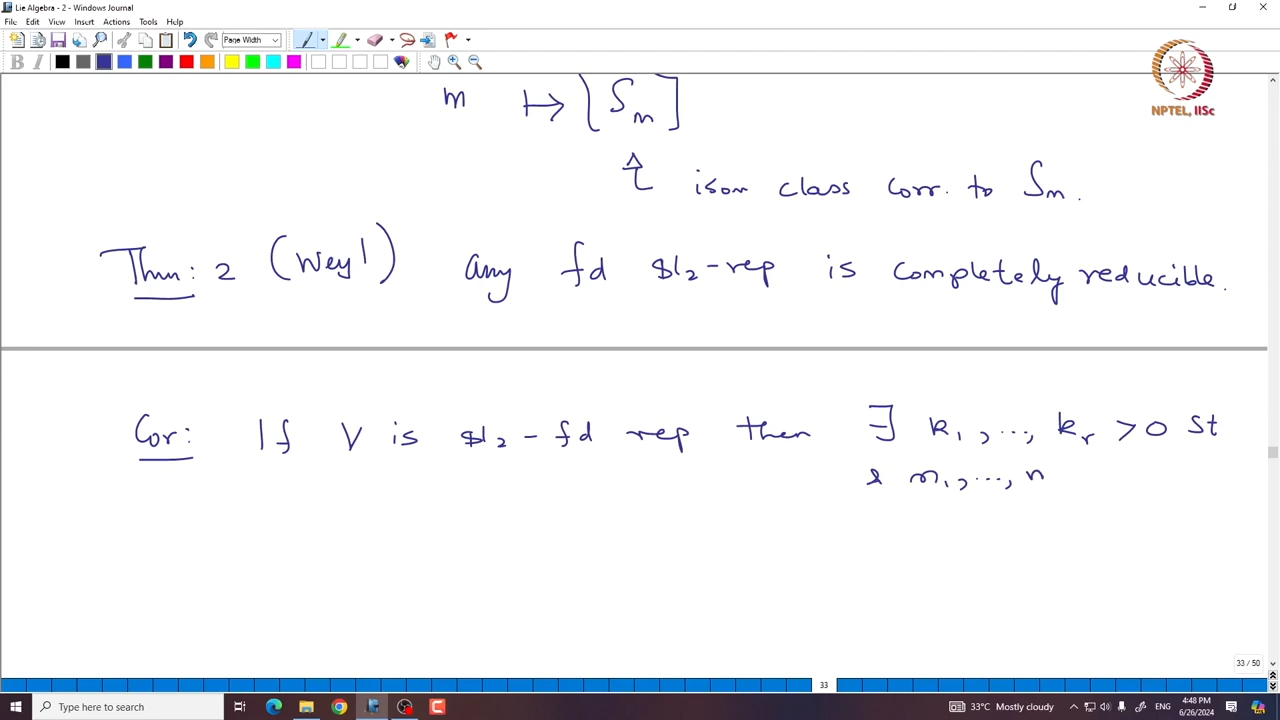 Lie Algebra - 2 - Windows Journal
File Edit View Insert Actions Tools Help
Page Width
B I
NPTEL, IISc
m ↦ [S_m]
isom class corr. to S_m.
Thm: 2 (Weyl) any fd sl₂-rep is completely reducible.
Cor: If V is sl₂-fd rep then ∃ k₁, ..., k_r > 0 st
& m₁, ..., n
33 / 50
33
Type here to search
33°C Mostly cloudy
4:48 PM
6/26/2024